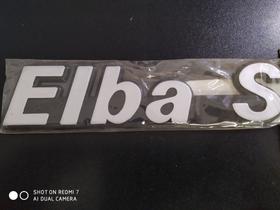 Elba S
SHOT ON REDMI 7
AI DUAL CAMERA